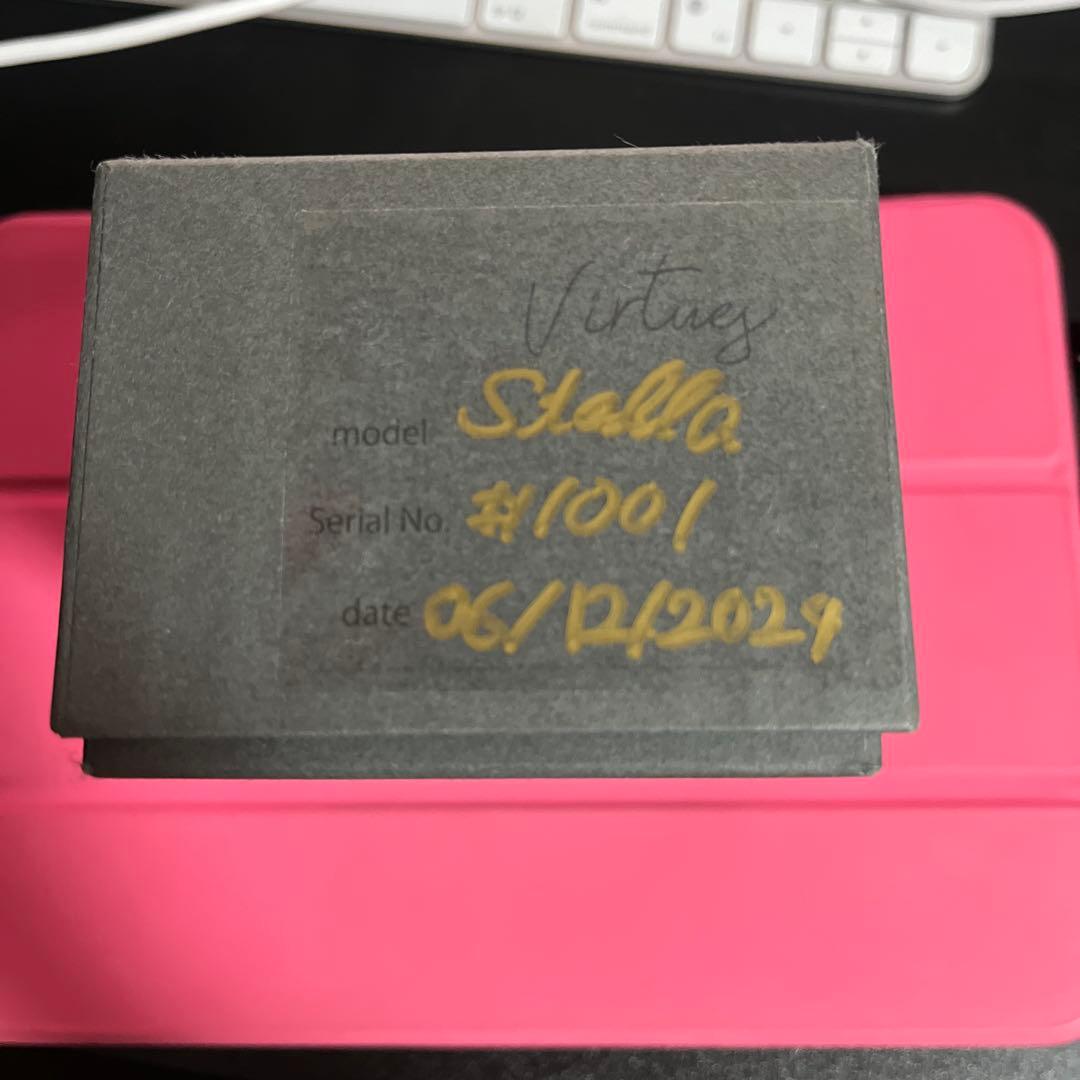 Virtues
model Stella
Serial No. #1001
date 06/12/2024